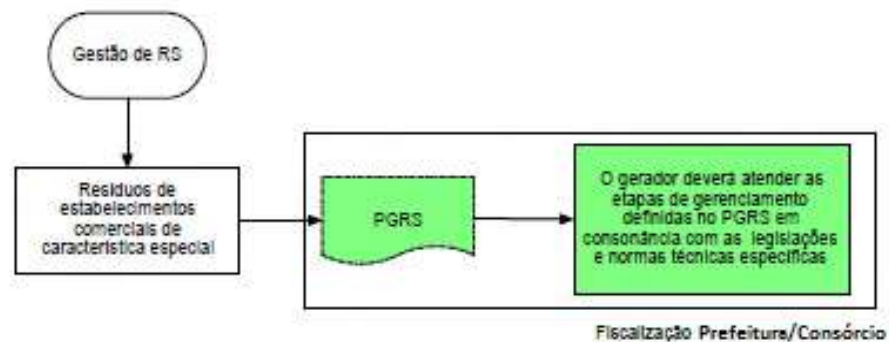 Gestão de RS
Resíduos de
estabelecimentos
comerciais de
característica especial
PGRS
O gerador deverá atender as
etapas de gerenciamento
definidas no PGRS em
consonância com as legislações
e normas técnicas específicas
Fiscalização Prefeitura/Consórcio